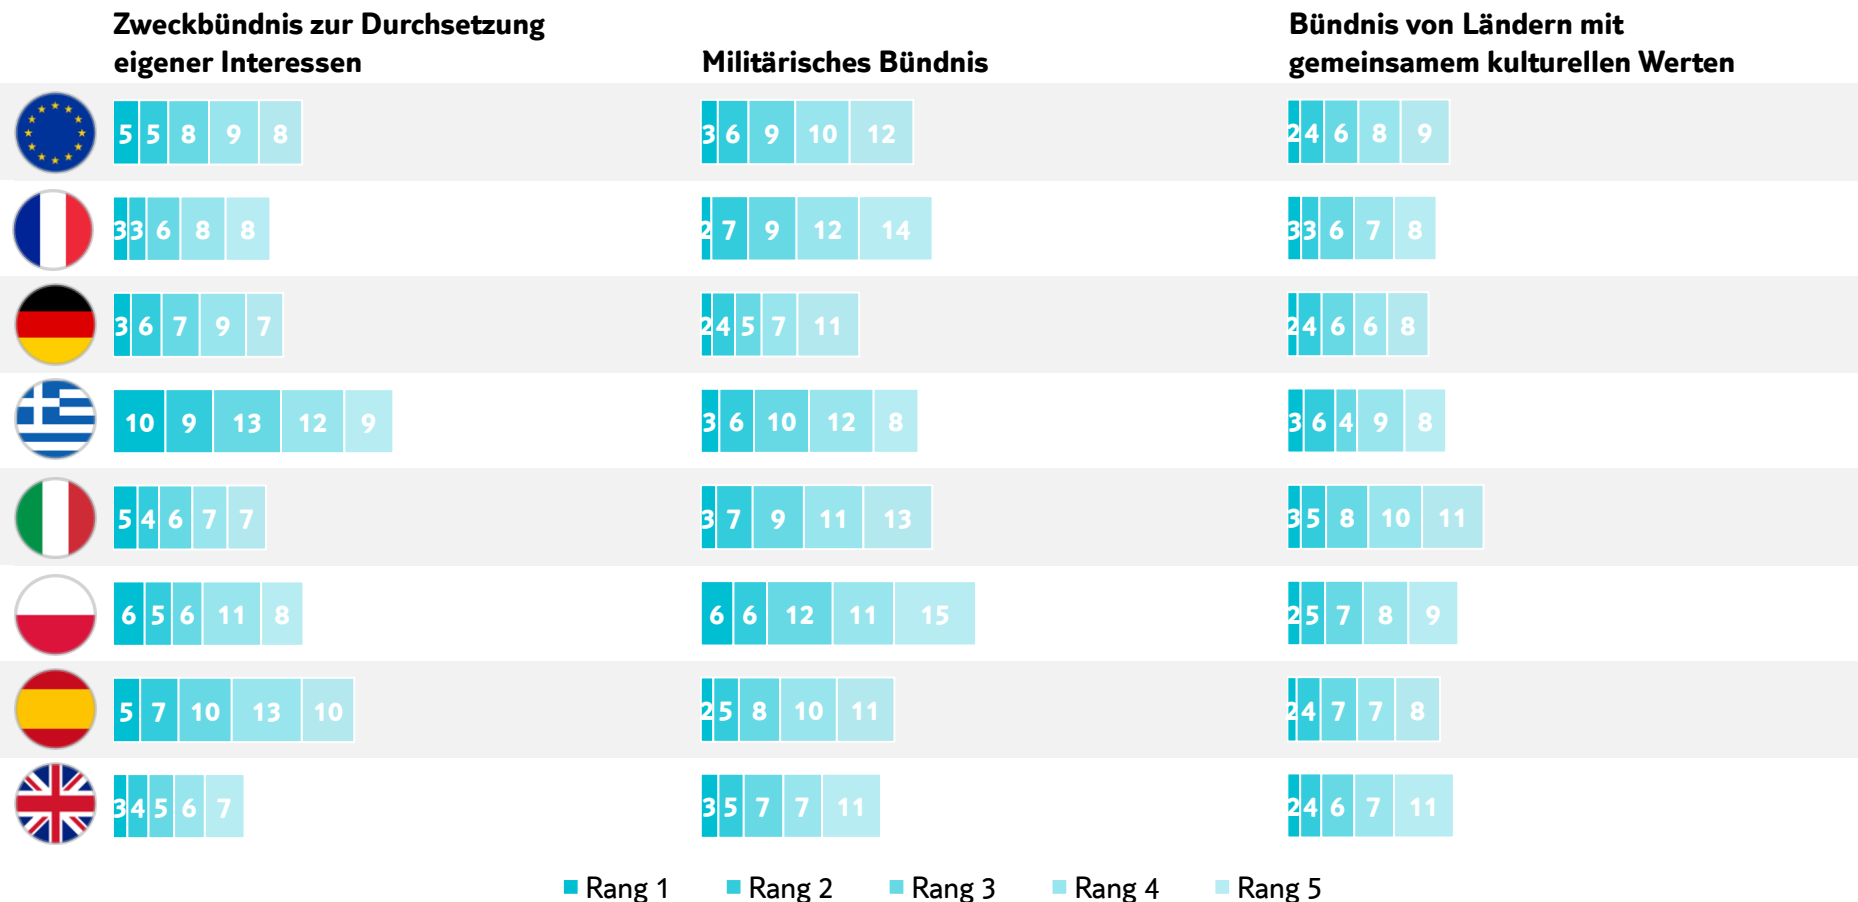 Zweckbündnis zur Durchsetzung
eigener Interessen
Militärisches Bündnis
Bündnis von Ländern mit
gemeinsamem kulturellen Werten
5 5 8 9 8 3 6 9 10 12 2 4 6 8 9
3 3 6 8 8 2 7 9 12 14 3 3 6 7 8
3 6 7 9 7 2 4 5 7 11 2 4 6 6 8
10 9 13 12 9 3 6 10 12 8 3 6 4 9 8
5 4 6 7 7 3 7 9 11 13 3 5 8 10 11
6 5 6 11 8 6 6 12 11 15 2 5 7 8 9
5 7 10 13 10 2 5 8 10 11 2 4 7 7 8
3 4 5 6 7 3 5 7 7 11 2 4 6 7 11
Rang 1 Rang 2 Rang 3 Rang 4 Rang 5